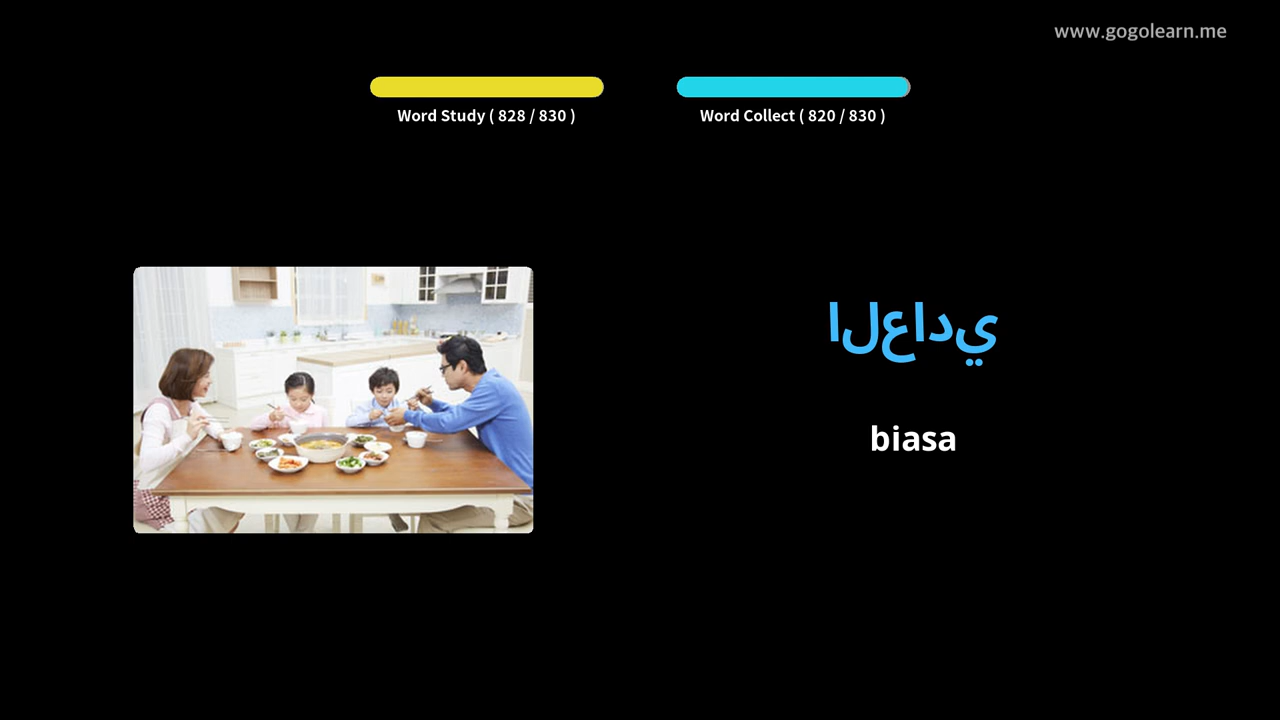 www.gogolearn.me
Word Study ( 828 / 830 )
Word Collect ( 820 / 830 )
العادي
biasa